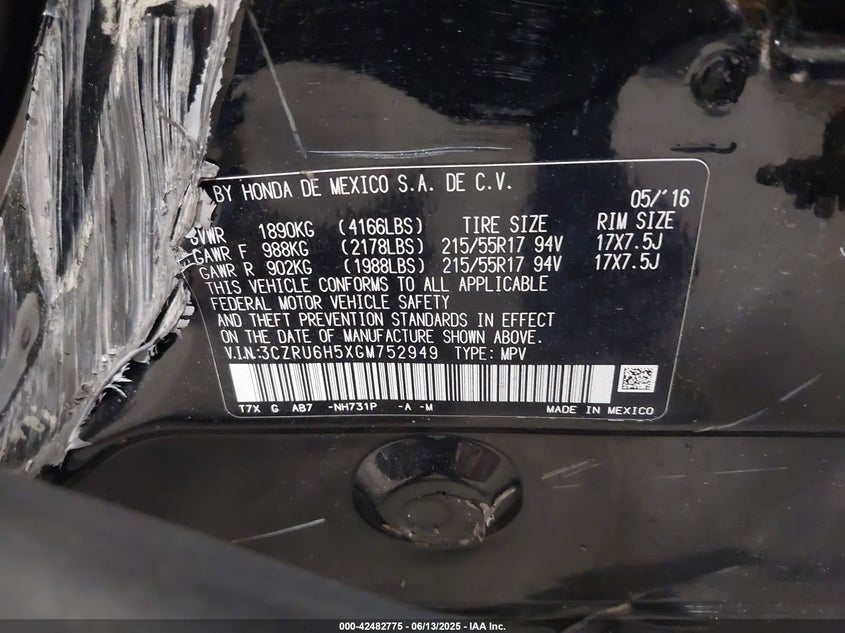 BY HONDA DE MEXICO S.A. DE C.V.
05/'16
GVWR 1890KG (4166LBS) TIRE SIZE RIM SIZE
GAWR F 988KG (2178LBS) 215/55R17 94V 17X7.5J
GAWR R 902KG (1988LBS) 215/55R17 94V 17X7.5J
THIS VEHICLE CONFORMS TO ALL APPLICABLE
FEDERAL MOTOR VEHICLE SAFETY
AND THEFT PREVENTION STANDARDS IN EFFECT
ON THE DATE OF MANUFACTURE SHOWN ABOVE.
V.I.N:3CZRU6H5XGM752949 TYPE: MPV
T7X G AB7 -NH731P -A -M MADE IN MEXICO
000-42482775 - 06/13/2025 - IAA Inc.